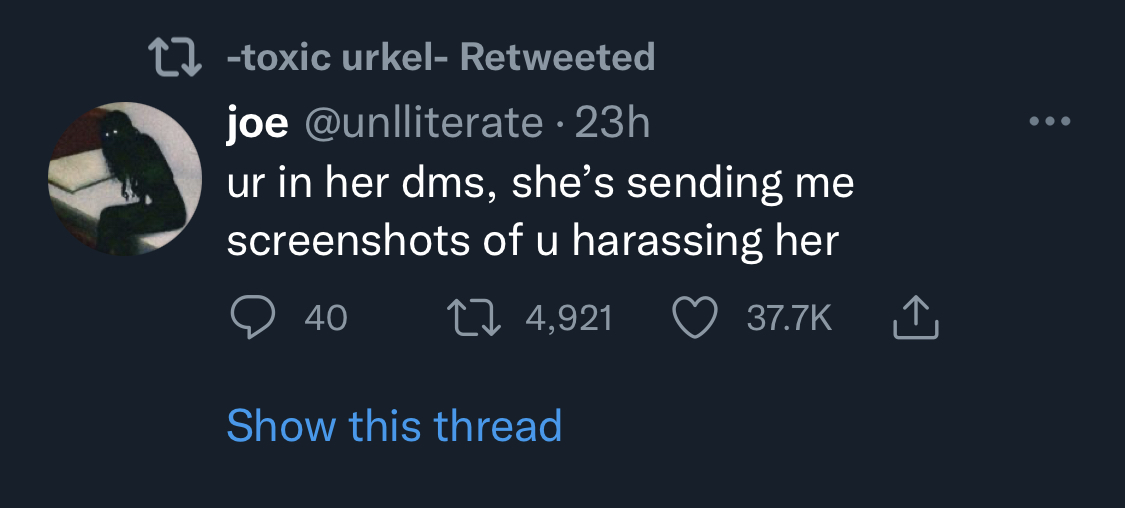 -toxic urkel- Retweeted
joe @unlliterate · 23h
ur in her dms, she’s sending me
screenshots of u harassing her
40 4,921 37.7K
Show this thread